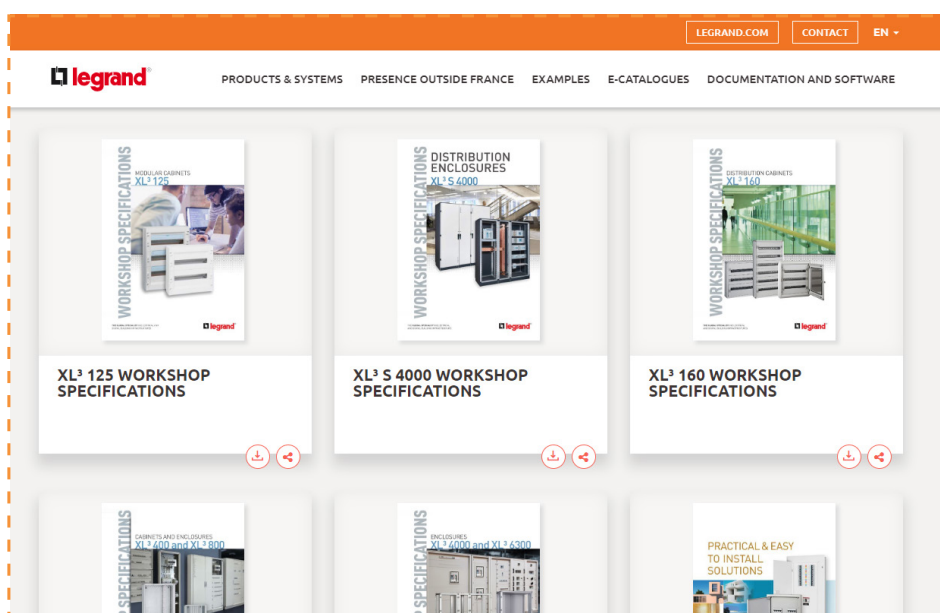 LEGRAND.COM CONTACT EN
legrand
PRODUCTS & SYSTEMS PRESENCE OUTSIDE FRANCE EXAMPLES E-CATALOGUES DOCUMENTATION AND SOFTWARE
WORKSHOP SPECIFICATIONS
MODULAR CABINETS
XL³ 125
legrand
XL³ 125 WORKSHOP
SPECIFICATIONS
WORKSHOP SPECIFICATIONS
DISTRIBUTION
ENCLOSURES
XL³ S 4000
legrand
XL³ S 4000 WORKSHOP
SPECIFICATIONS
WORKSHOP SPECIFICATIONS
DISTRIBUTION CABINETS
XL³ 160
legrand
XL³ 160 WORKSHOP
SPECIFICATIONS
SPECIFICATIONS
CABINETS AND ENCLOSURES
XL³ 400 and XL³ 800
SPECIFICATIONS
ENCLOSURES
XL³ 4000 and XL³ 6300
PRACTICAL & EASY
TO INSTALL
SOLUTIONS